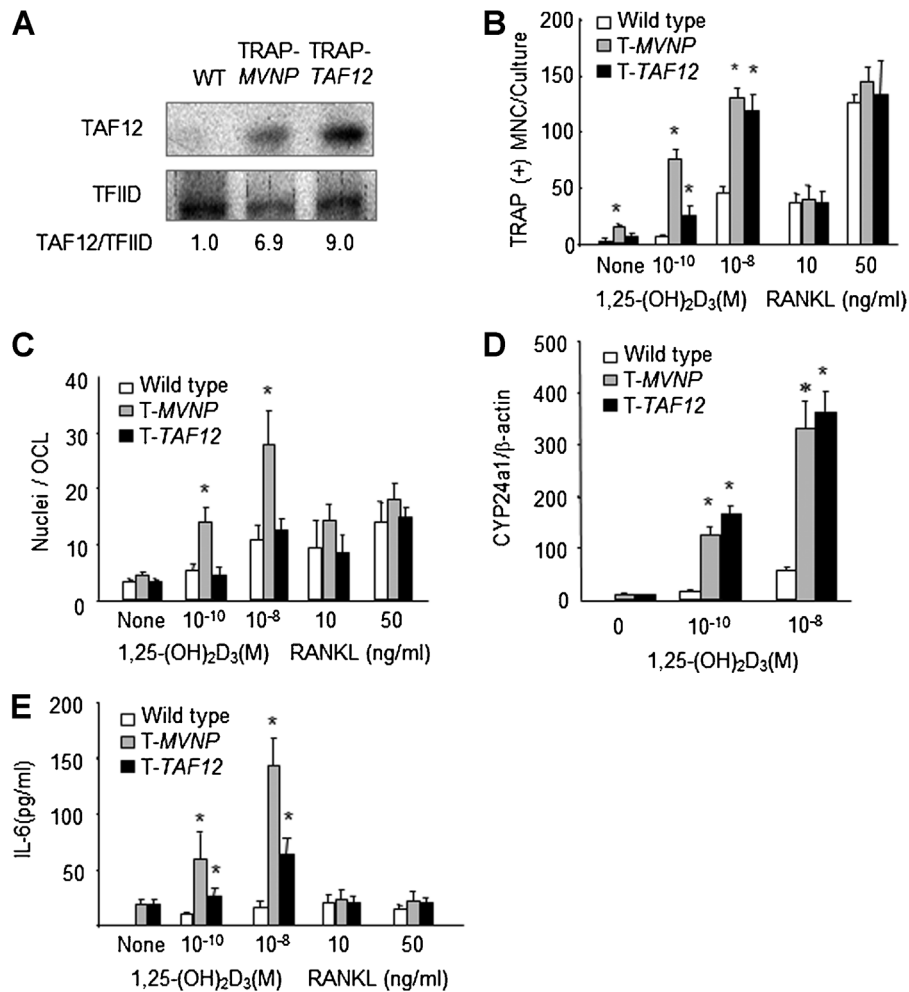 A
TRAP- TRAP-
WT MVNP TAF12
TAF12
TFIID
TAF12/TFIID 1.0 6.9 9.0
B
Wild type
T-MVNP
T-TAF12
TRAP (+) MNC/Culture
200
150
100
50
0
* * * * *
None 10⁻¹⁰ 10⁻⁸ 10 50
1,25-(OH)₂D₃(M) RANKL (ng/ml)
C
Wild type
T-MVNP
T-TAF12
Nuclei / OCL
40
30
20
10
0
* *
None 10⁻¹⁰ 10⁻⁸ 10 50
1,25-(OH)₂D₃(M) RANKL (ng/ml)
D
Wild type
T-MVNP
T-TAF12
CYP24a1/β-actin
500
400
300
200
100
0
* * * *
0 10⁻¹⁰ 10⁻⁸
1,25-(OH)₂D₃(M)
E
Wild type
T-MVNP
T-TAF12
IL-6(pg/ml)
200
150
100
50
* * * *
None 10⁻¹⁰ 10⁻⁸ 10 50
1,25-(OH)₂D₃(M) RANKL (ng/ml)